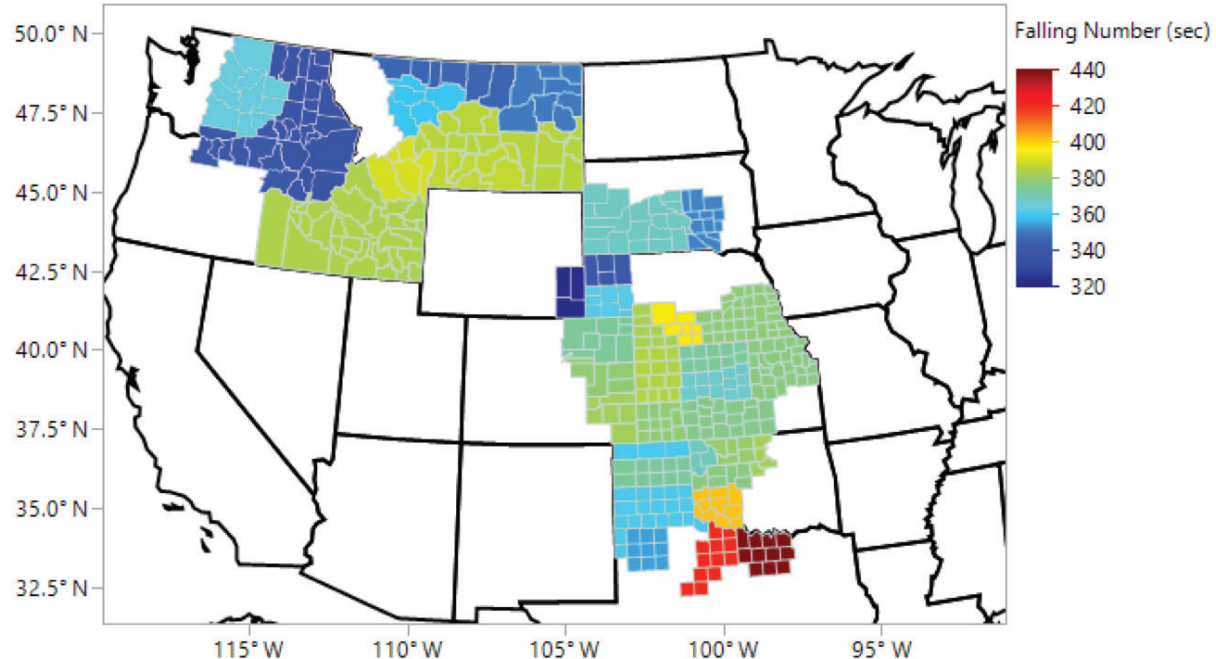 Falling Number (sec)
440
420
400
380
360
340
320
50.0° N
47.5° N
45.0° N
42.5° N
40.0° N
37.5° N
35.0° N
32.5° N
115° W
110° W
105° W
100° W
95° W